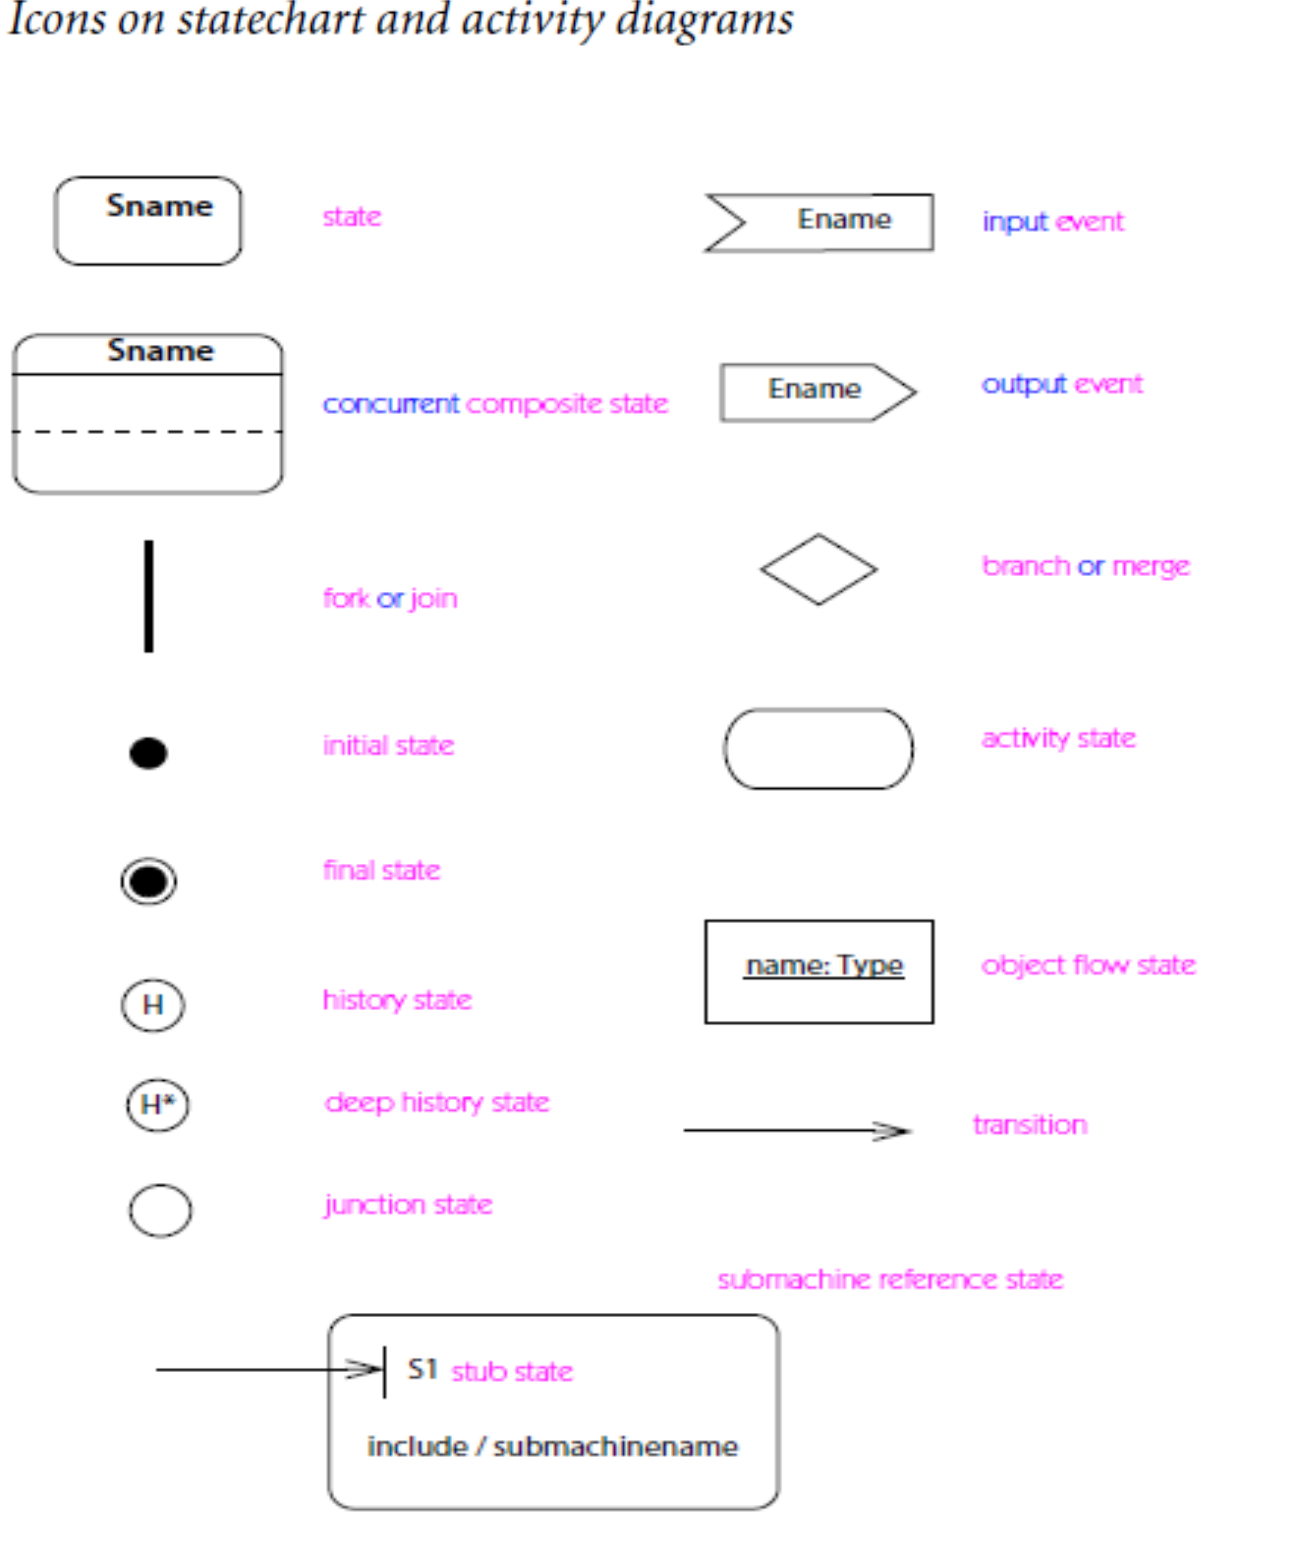 Icons on statechart and activity diagrams
Sname
state
Ename
input event
Sname
concurrent composite state
Ename
output event
fork or join
branch or merge
initial state
activity state
final state
name: Type
object flow state
H
history state
H*
deep history state
transition
junction state
submachine reference state
S1 stub state
include / submachinename